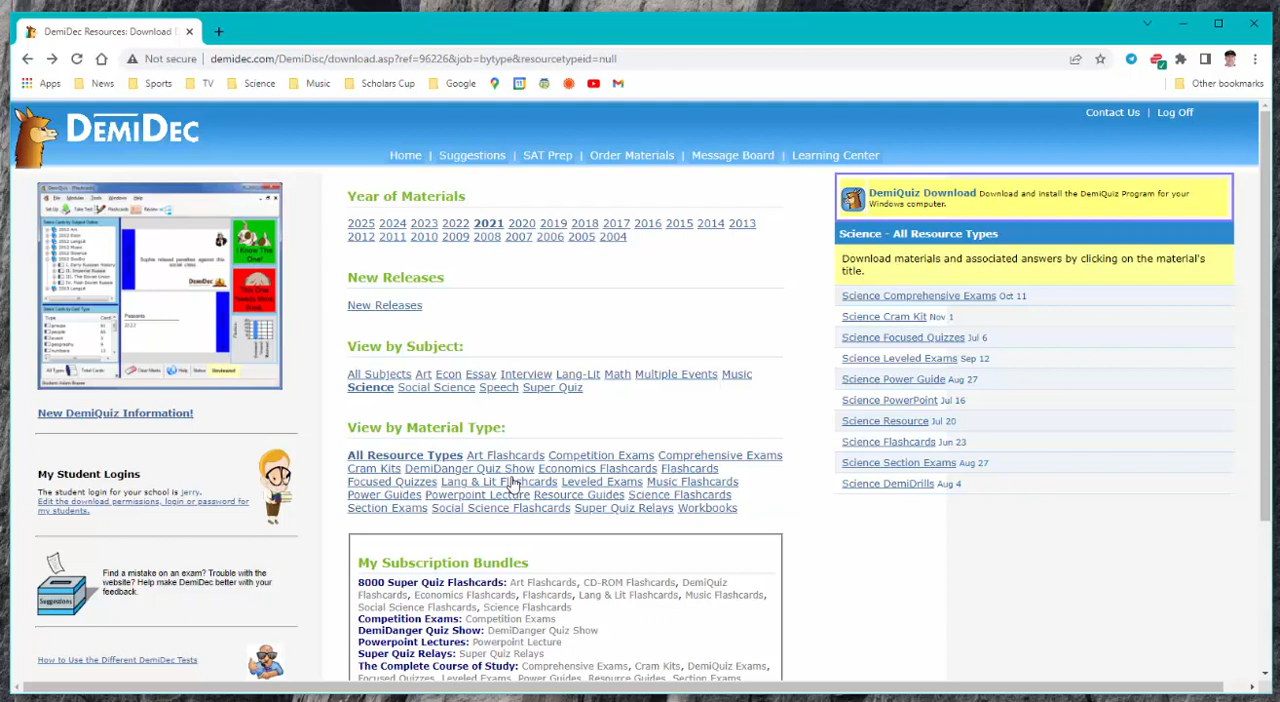 DemiDec Resources: Download D
Not secure demidec.com/DemiDisc/download.asp?ref=96226&job=bytype&resourcetypeid=null
Apps News Sports TV Science Music Scholars Cup Google Other bookmarks
DEMIDEC
Contact Us | Log Off
Home | Suggestions | SAT Prep | Order Materials | Message Board | Learning Center
New DemiQuiz Information!
My Student Logins
The student login for your school is jerry.
Edit the download permissions, login or password for
my students.
Suggestions
Find a mistake on an exam? Trouble with the
website? Help make DemiDec better with your
feedback.
How to Use the Different DemiDec Tests
Year of Materials
2025 2024 2023 2022 2021 2020 2019 2018 2017 2016 2015 2014 2013
2012 2011 2010 2009 2008 2007 2006 2005 2004
New Releases
New Releases
View by Subject:
All Subjects Art Econ Essay Interview Lang-Lit Math Multiple Events Music
Science Social Science Speech Super Quiz
View by Material Type:
All Resource Types Art Flashcards Competition Exams Comprehensive Exams
Cram Kits DemiDanger Quiz Show Economics Flashcards Flashcards
Focused Quizzes Lang & Lit Flashcards Leveled Exams Music Flashcards
Power Guides Powerpoint Lecture Resource Guides Science Flashcards
Section Exams Social Science Flashcards Super Quiz Relays Workbooks
My Subscription Bundles
8000 Super Quiz Flashcards: Art Flashcards, CD-ROM Flashcards, DemiQuiz
Flashcards, Economics Flashcards, Flashcards, Lang & Lit Flashcards, Music Flashcards,
Social Science Flashcards, Science Flashcards
Competition Exams: Competition Exams
DemiDanger Quiz Show: DemiDanger Quiz Show
Powerpoint Lectures: Powerpoint Lecture
Super Quiz Relays: Super Quiz Relays
The Complete Course of Study: Comprehensive Exams, Cram Kits, DemiQuiz Exams,
Focused Quizzes, Leveled Exams, Power Guides, Resource Guides, Section Exams,
DemiQuiz Download Download and install the DemiQuiz Program for your
Windows computer.
Science - All Resource Types
Download materials and associated answers by clicking on the material's
title.
Science Comprehensive Exams Oct 11
Science Cram Kit Nov 1
Science Focused Quizzes Jul 6
Science Leveled Exams Sep 12
Science Power Guide Aug 27
Science PowerPoint Jul 16
Science Resource Jul 20
Science Flashcards Jun 23
Science Section Exams Aug 27
Science DemiDrills Aug 4